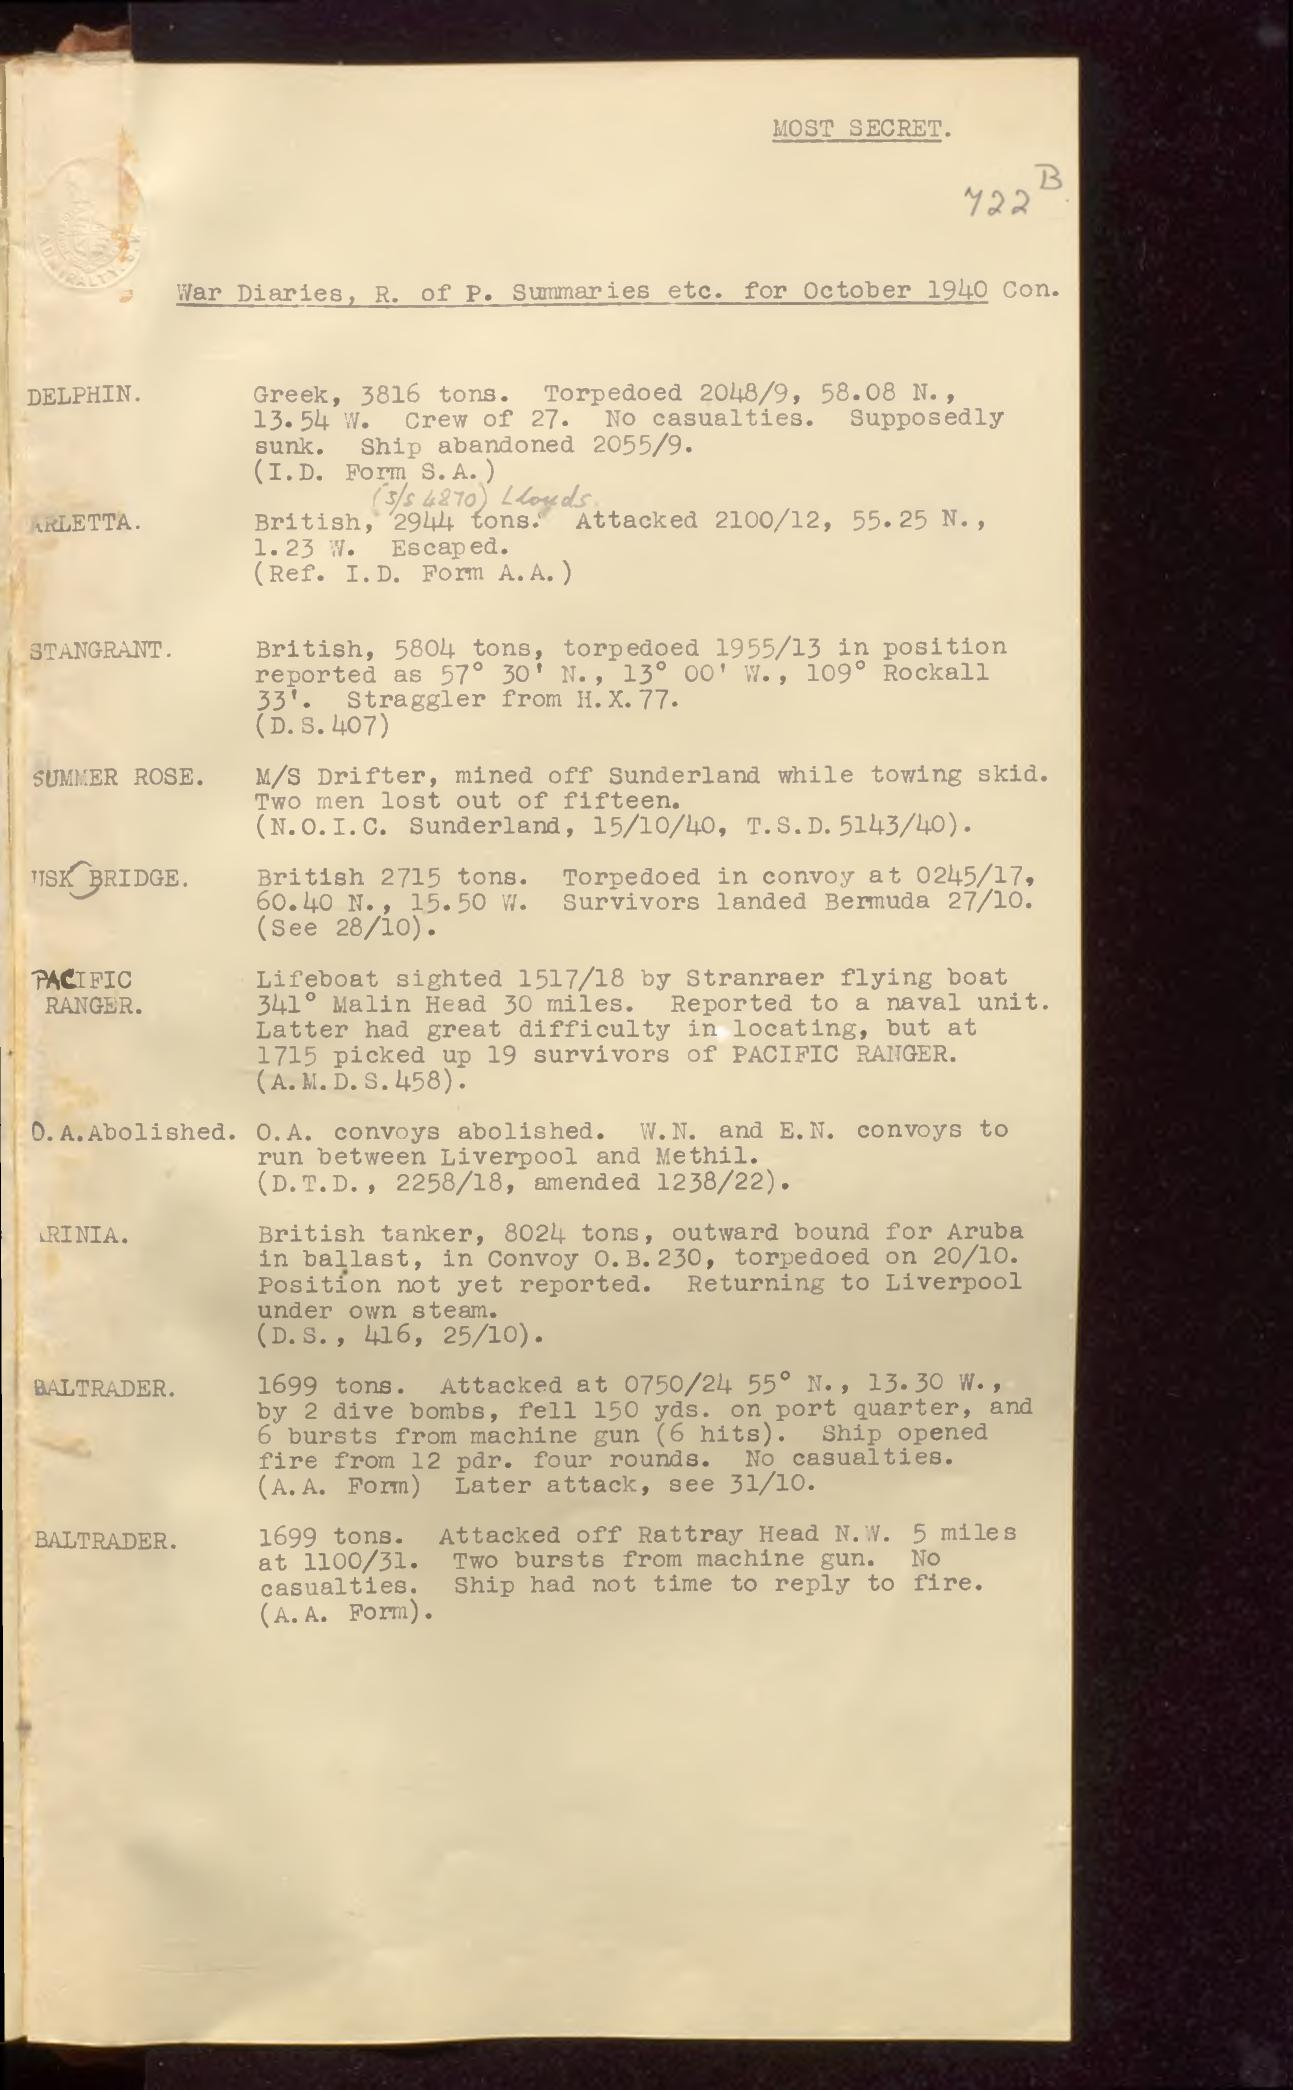 MOST SECRET.
722 B
ADMIRALTY. S.W.
War Diaries, R. of P. Summaries etc. for October 1940 Con.
DELPHIN. Greek, 3816 tons. Torpedoed 2048/9, 58.08 N.,
13.54 W. Crew of 27. No casualties. Supposedly
sunk. Ship abandoned 2055/9.
(I.D. Form S.A.)
(S/S 4870) Lloyds.
ARLETTA. British, 2944 tons. Attacked 2100/12, 55.25 N.,
1.23 W. Escaped.
(Ref. I.D. Form A.A.)
STANGRANT. British, 5804 tons, torpedoed 1955/13 in position
reported as 57° 30' N., 13° 00' W., 109° Rockall
33'. Straggler from H.X.77.
(D.S.407)
SUMMER ROSE. M/S Drifter, mined off Sunderland while towing skid.
Two men lost out of fifteen.
(N.O.I.C. Sunderland, 15/10/40, T.S.D.5143/40).
USK BRIDGE. British 2715 tons. Torpedoed in convoy at 0245/17,
60.40 N., 15.50 W. Survivors landed Bermuda 27/10.
(See 28/10).
PACIFIC Lifeboat sighted 1517/18 by Stranraer flying boat
RANGER. 341° Malin Head 30 miles. Reported to a naval unit.
Latter had great difficulty in locating, but at
1715 picked up 19 survivors of PACIFIC RANGER.
(A.M.D.S.458).
O.A.Abolished. O.A. convoys abolished. W.N. and E.N. convoys to
run between Liverpool and Methil.
(D.T.D., 2258/18, amended 1238/22).
RINIA. British tanker, 8024 tons, outward bound for Aruba
in ballast, in Convoy O.B.230, torpedoed on 20/10.
Position not yet reported. Returning to Liverpool
under own steam.
(D.S., 416, 25/10).
BALTRADER. 1699 tons. Attacked at 0750/24 55° N., 13.30 W.,
by 2 dive bombs, fell 150 yds. on port quarter, and
6 bursts from machine gun (6 hits). Ship opened
fire from 12 pdr. four rounds. No casualties.
(A.A. Form) Later attack, see 31/10.
BALTRADER. 1699 tons. Attacked off Rattray Head N.W. 5 miles
at 1100/31. Two bursts from machine gun. No
casualties. Ship had not time to reply to fire.
(A.A. Form).